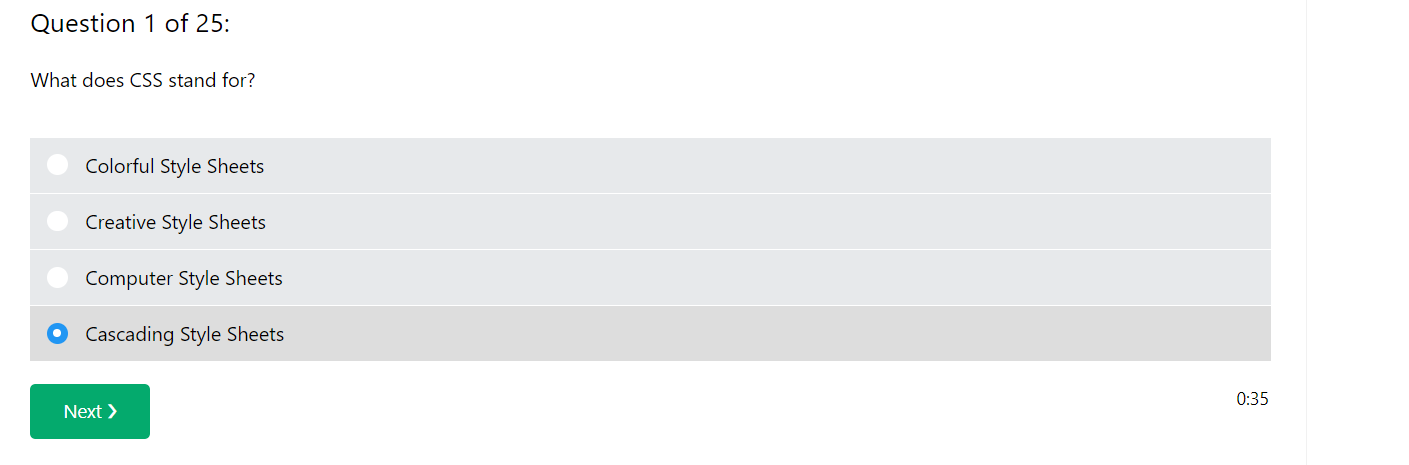 Question 1 of 25:
What does CSS stand for?
Colorful Style Sheets
Creative Style Sheets
Computer Style Sheets
Cascading Style Sheets
Next ❯
0:35